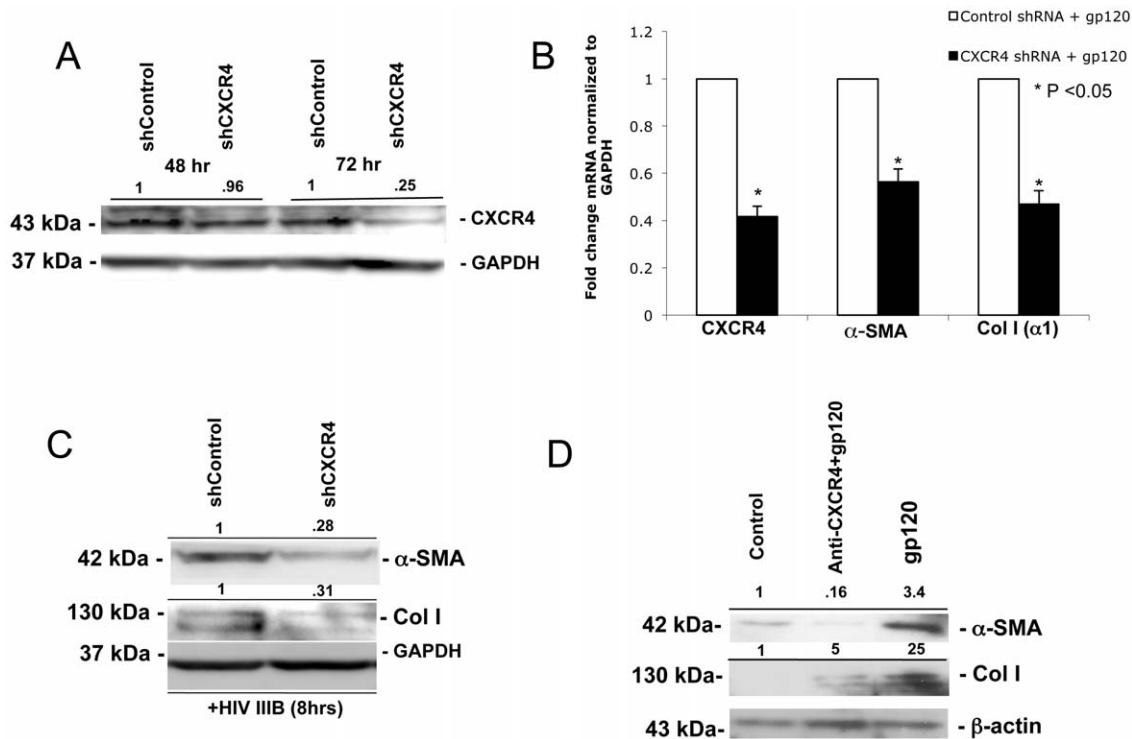 A
shControl
shCXCR4
shControl
shCXCR4
48 hr
72 hr
1
.96
1
.25
43 kDa -
- CXCR4
37 kDa -
- GAPDH
B
Control shRNA + gp120
CXCR4 shRNA + gp120
* P <0.05
Fold change mRNA normalized to
GAPDH
1.2
1
0.8
0.6
0.4
0.2
0
*
*
*
CXCR4
α-SMA
Col I (α1)
C
shControl
shCXCR4
1
.28
42 kDa -
- α-SMA
1
.31
130 kDa -
- Col I
37 kDa -
- GAPDH
+HIV IIIB (8hrs)
D
Control
Anti-CXCR4+gp120
gp120
1
.16
3.4
42 kDa-
- α-SMA
1
5
25
130 kDa-
- Col I
43 kDa -
- β-actin